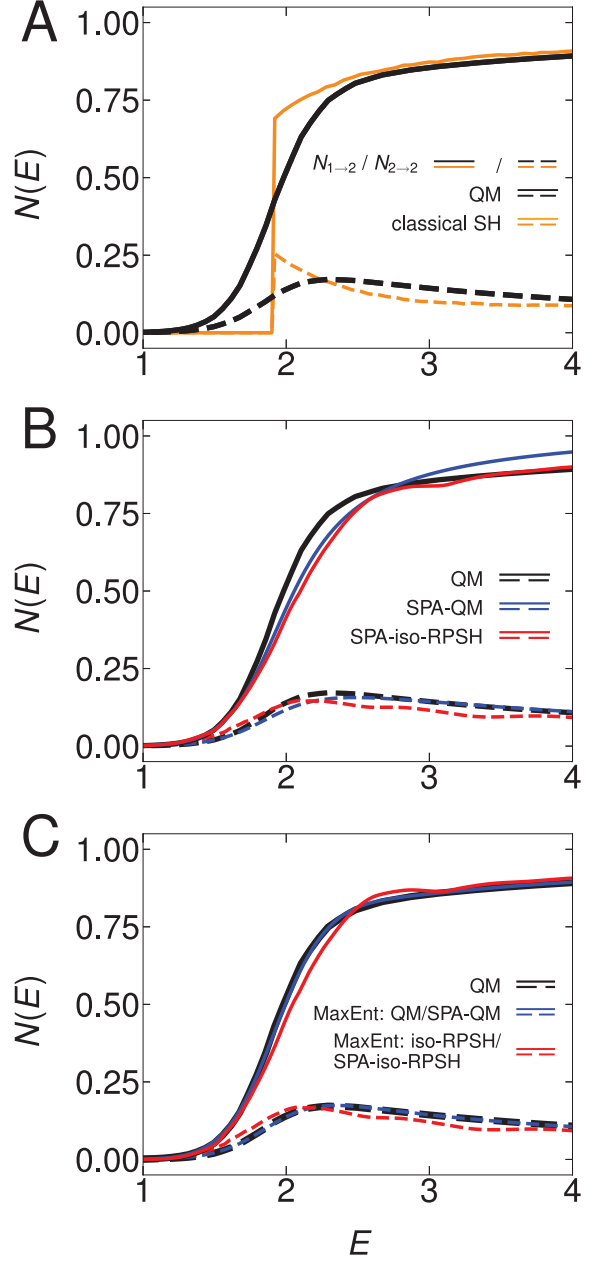 A
1.00
0.75
0.50
0.25
0.00
N(E)
N1→2 / N2→2 /
QM
classical SH
1 2 3 4
B
1.00
0.75
0.50
0.25
0.00
N(E)
QM
SPA-QM
SPA-iso-RPSH
1 2 3 4
C
1.00
0.75
0.50
0.25
0.00
N(E)
QM
MaxEnt: QM/SPA-QM
MaxEnt: iso-RPSH/
SPA-iso-RPSH
1 2 3 4
E